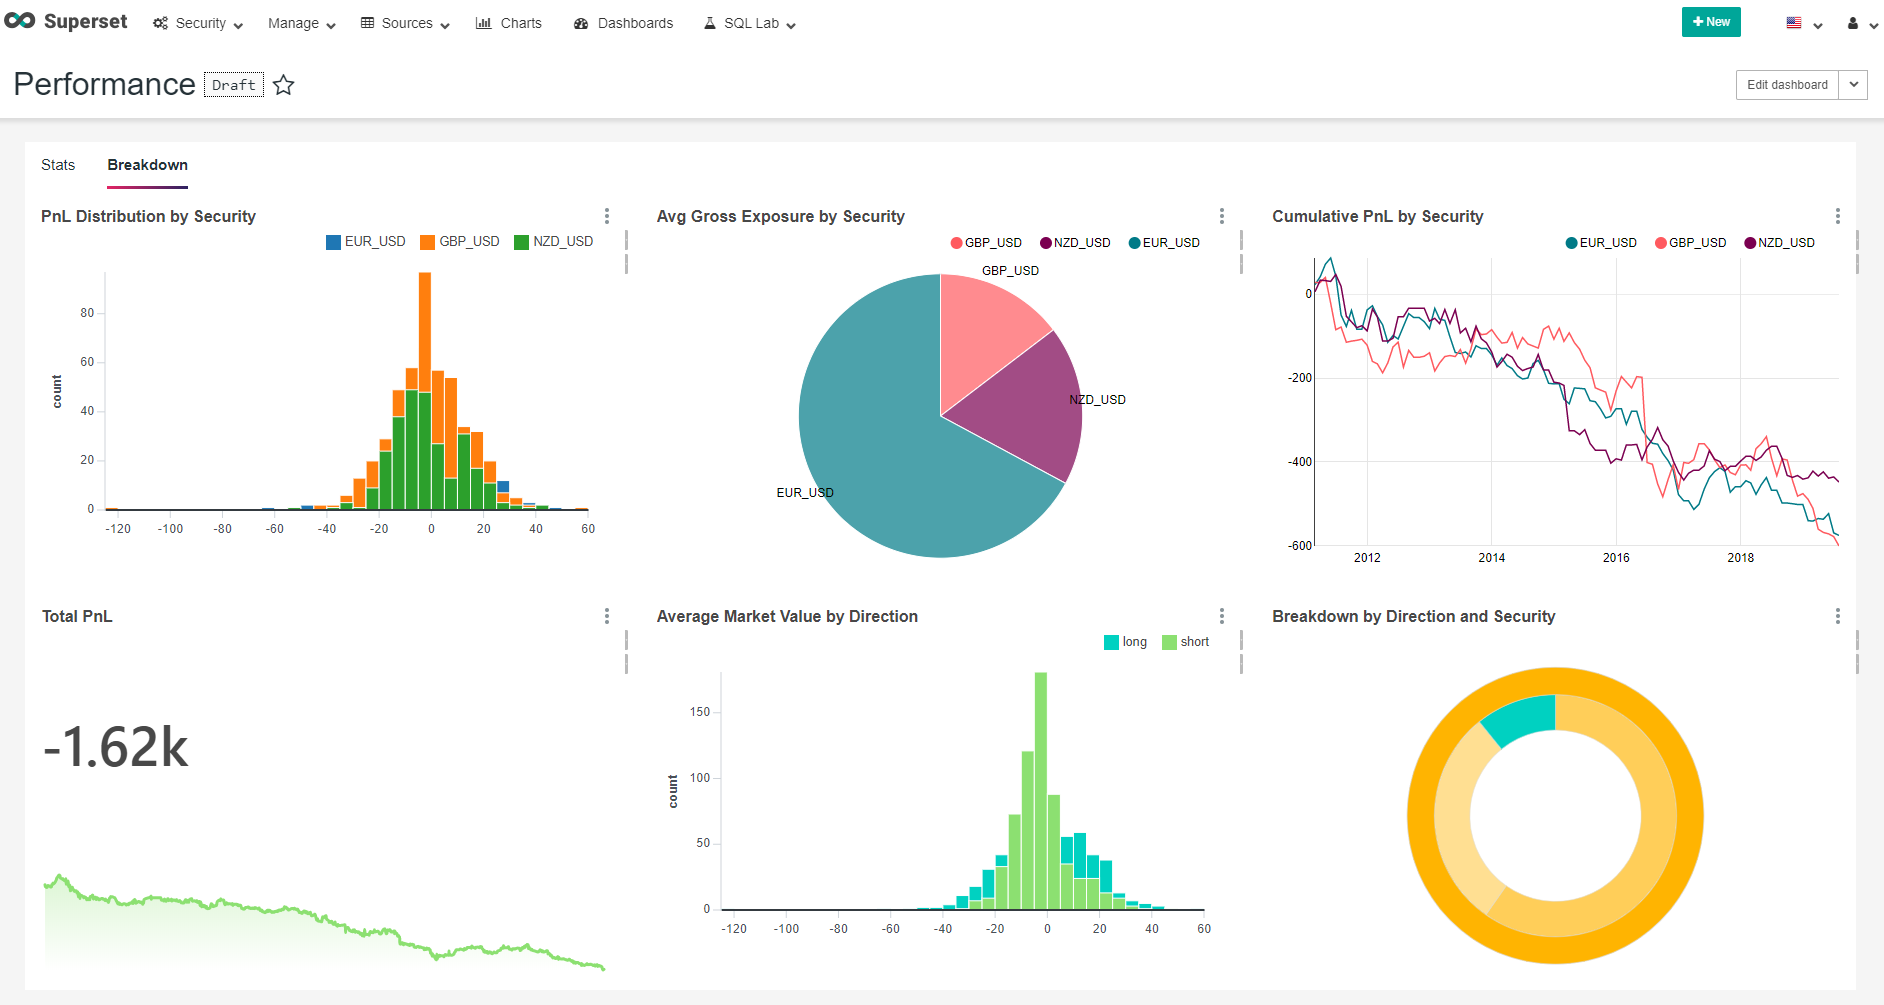 Superset Security Manage Sources Charts Dashboards SQL Lab + New
Performance Draft Edit dashboard
Stats Breakdown
PnL Distribution by Security
EUR_USD GBP_USD NZD_USD
count
80
60
40
20
0
-120 -100 -80 -60 -40 -20 0 20 40 60
Avg Gross Exposure by Security
GBP_USD NZD_USD EUR_USD
GBP_USD
NZD_USD
EUR_USD
Cumulative PnL by Security
EUR_USD GBP_USD NZD_USD
0
-200
-400
-600
2012 2014 2016 2018
Total PnL
-1.62k
Average Market Value by Direction
long short
count
150
100
50
0
-120 -100 -80 -60 -40 -20 0 20 40 60
Breakdown by Direction and Security